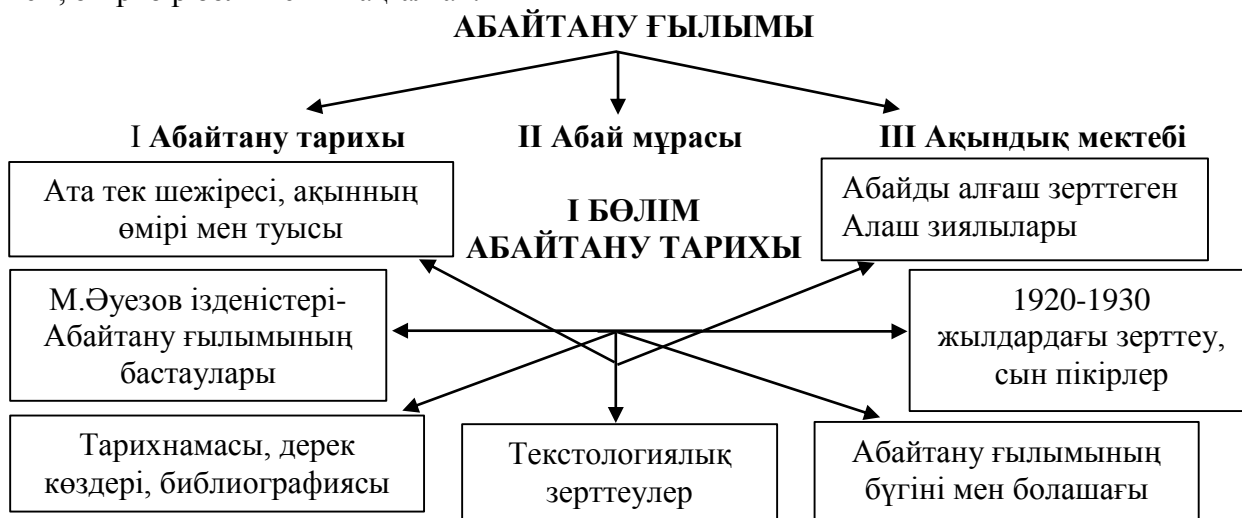 АБАЙТАНУ ҒЫЛЫМЫ
I Абайтану тарихы
II Абай мұрасы
III Ақындық мектебі
Ата тек шежіресі, ақынның
өмірі мен туысы
I БӨЛІМ
АБАЙТАНУ ТАРИХЫ
Абайды алғаш зерттеген
Алаш зиялылары
М.Әуезов ізденістері-
Абайтану ғылымының
бастаулары
1920-1930
жылдардағы зерттеу,
сын пікірлер
Тарихнамасы, дерек
көздері, библиографиясы
Текстологиялық
зерттеулер
Абайтану ғылымының
бүгіні мен болашағы